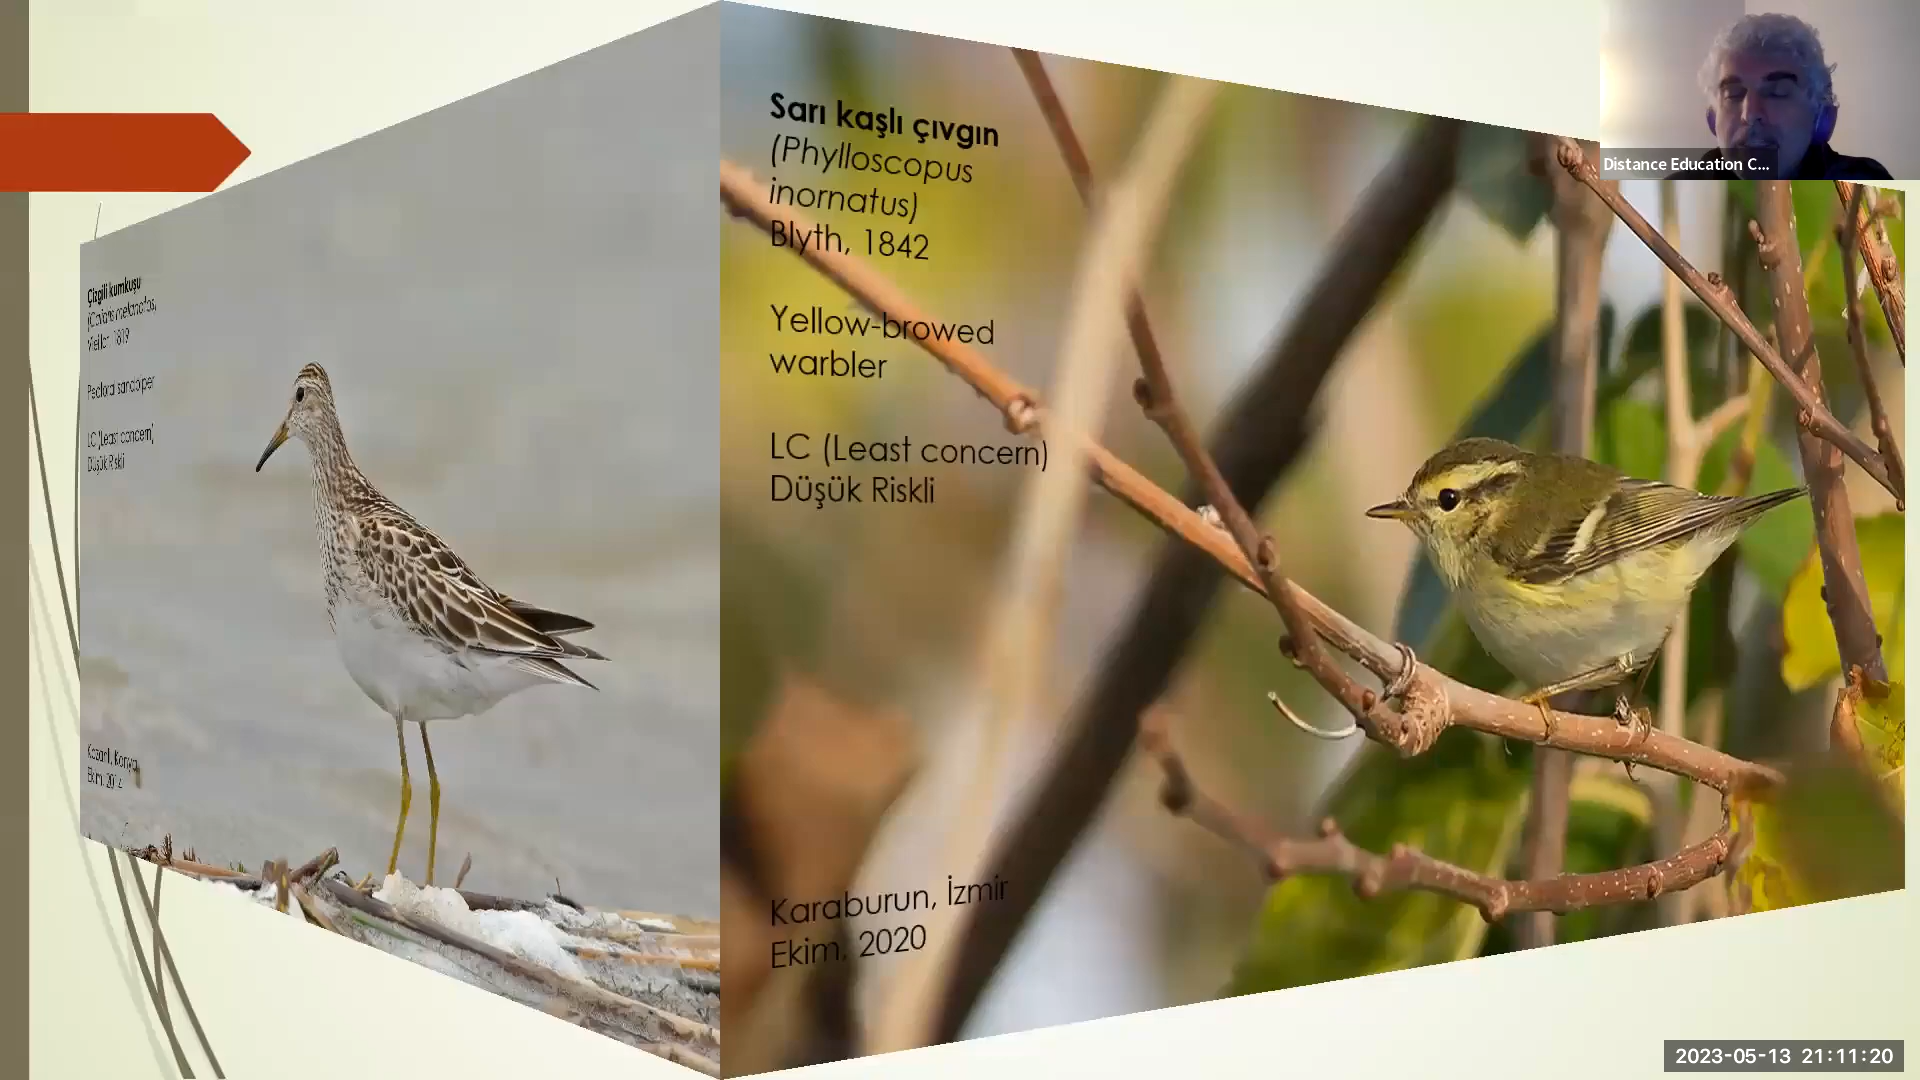 Çizgili kumkuşu
(Calidris melanotos)
Vieillot, 1819
Pectoral sandpiper
LC (Least concern)
Düşük Riskli
Kozanlı, Konya
Ekim, 2014
Sarı kaşlı çıvgın
(Phylloscopus
inornatus)
Blyth, 1842
Yellow-browed
warbler
LC (Least concern)
Düşük Riskli
Karaburun, İzmir
Ekim, 2020
Distance Education C...
2023-05-13 21:11:20